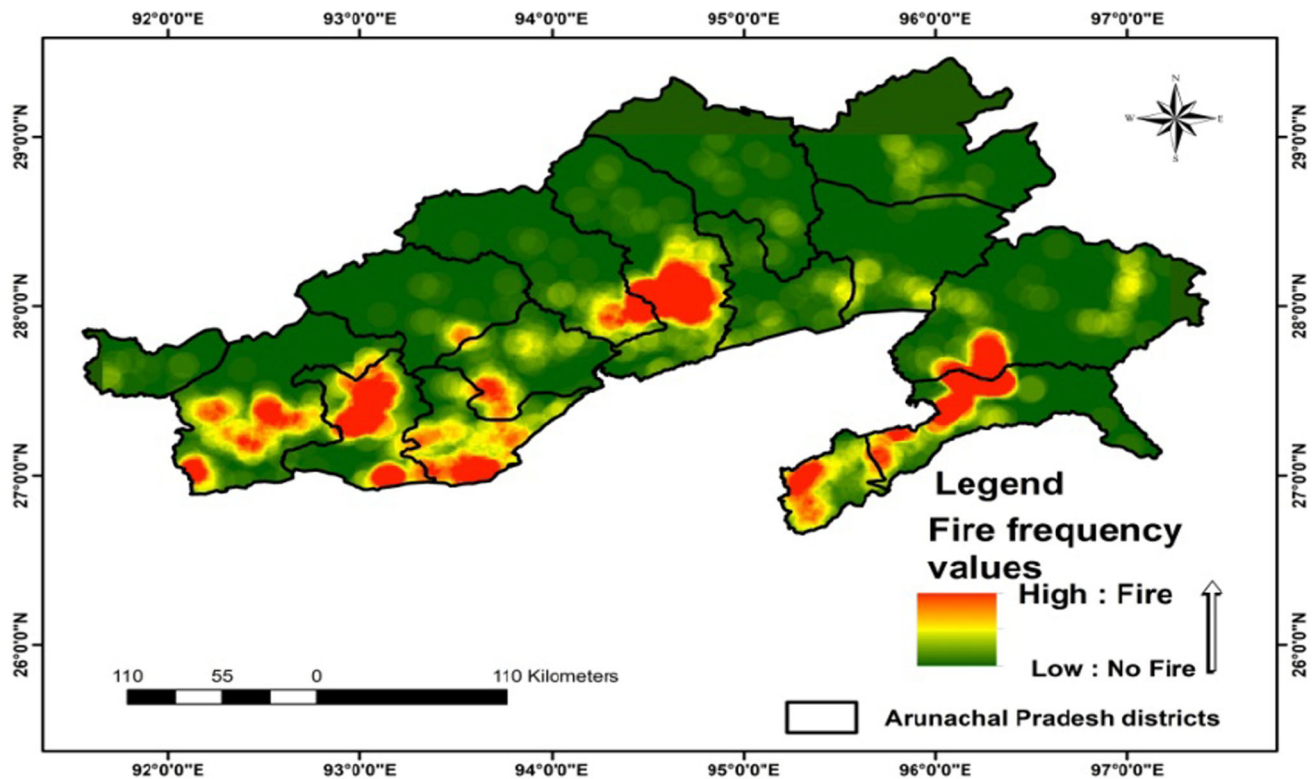 92°0'0"E 93°0'0"E 94°0'0"E 95°0'0"E 96°0'0"E 97°0'0"E
N
W E
S
29°0'0"N 29°0'0"N
28°0'0"N 28°0'0"N
27°0'0"N 27°0'0"N
Legend
Fire frequency
values
High : Fire
Low : No Fire
26°0'0"N 26°0'0"N
110 55 0 110 Kilometers
Arunachal Pradesh districts
92°0'0"E 93°0'0"E 94°0'0"E 95°0'0"E 96°0'0"E 97°0'0"E